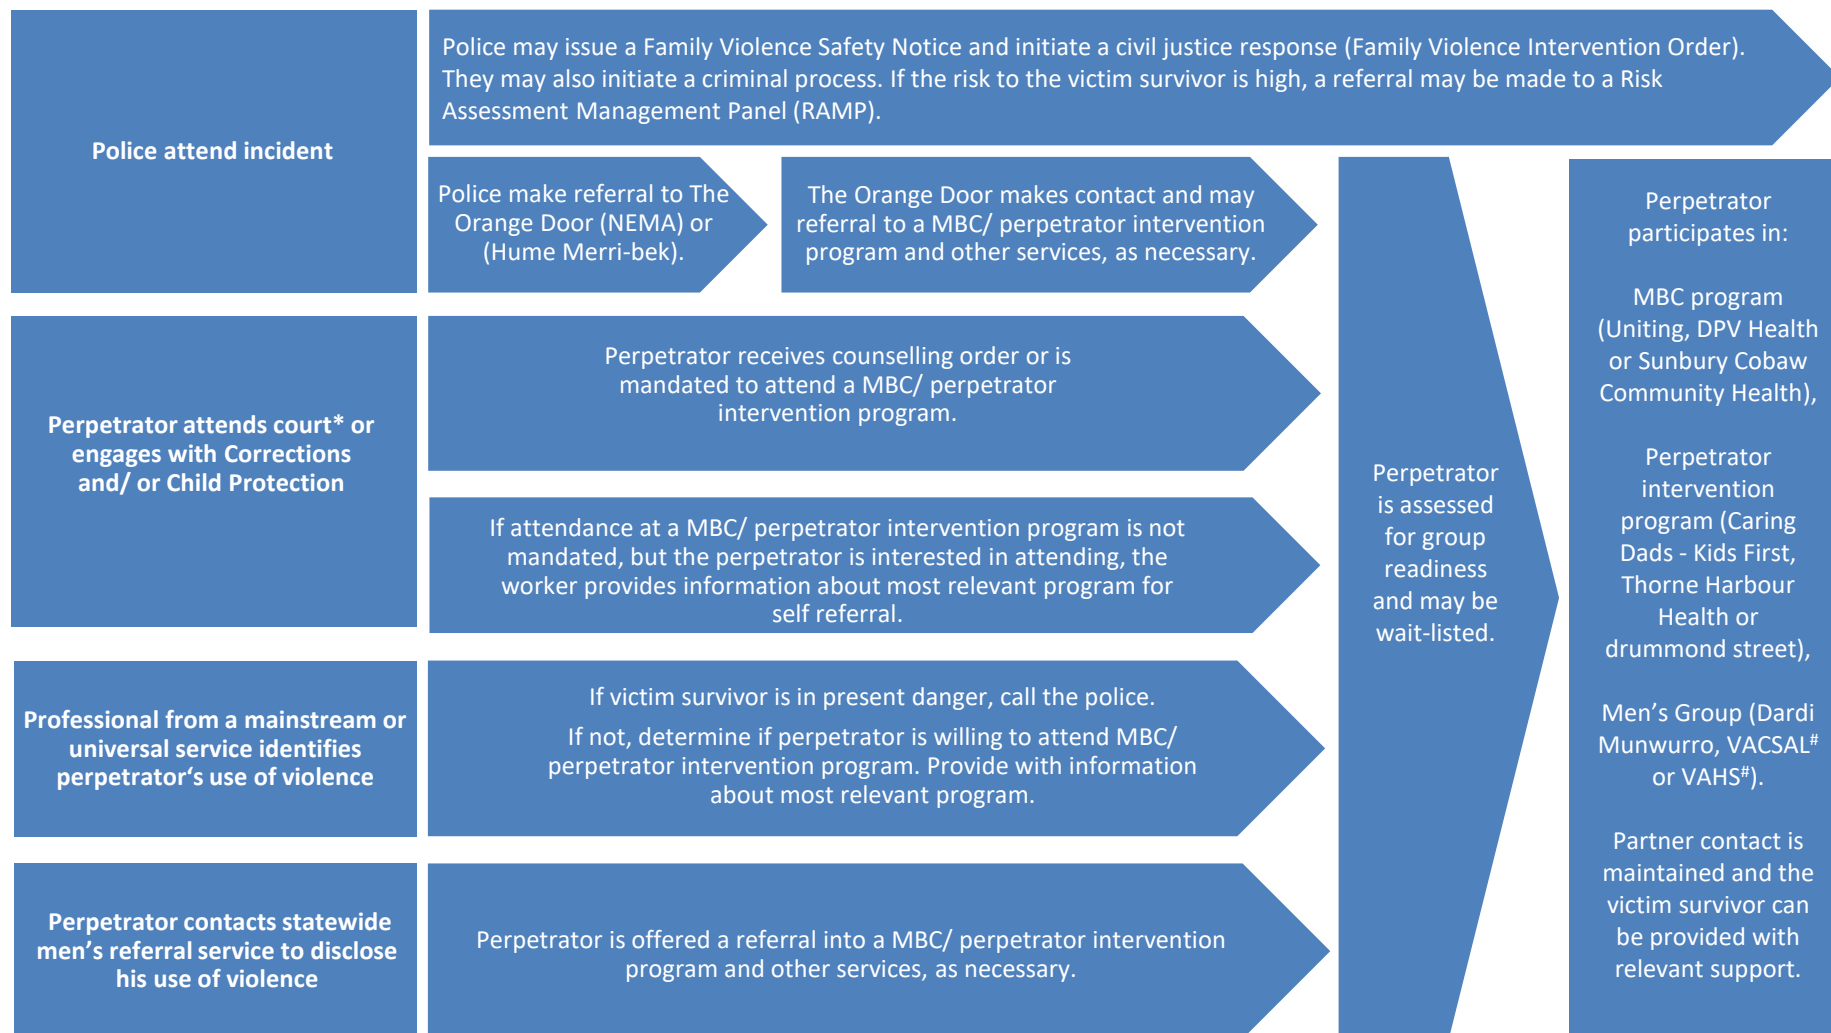 Police attend incident
Police may issue a Family Violence Safety Notice and initiate a civil justice response (Family Violence Intervention Order).
They may also initiate a criminal process. If the risk to the victim survivor is high, a referral may be made to a Risk
Assessment Management Panel (RAMP).
Police make referral to The
Orange Door (NEMA) or
(Hume Merri-bek).
The Orange Door makes contact and may
referral to a MBC/ perpetrator intervention
program and other services, as necessary.
Perpetrator attends court* or
engages with Corrections
and/ or Child Protection
Perpetrator receives counselling order or is
mandated to attend a MBC/ perpetrator
intervention program.
If attendance at a MBC/ perpetrator intervention program is not
mandated, but the perpetrator is interested in attending, the
worker provides information about most relevant program for
self referral.
Professional from a mainstream or
universal service identifies
perpetrator‘s use of violence
If victim survivor is in present danger, call the police.
If not, determine if perpetrator is willing to attend MBC/
perpetrator intervention program. Provide with information
about most relevant program.
Perpetrator contacts statewide
men’s referral service to disclose
his use of violence
Perpetrator is offered a referral into a MBC/ perpetrator intervention
program and other services, as necessary.
Perpetrator
is assessed
for group
readiness
and may be
wait-listed.
Perpetrator
participates in:
MBC program
(Uniting, DPV Health
or Sunbury Cobaw
Community Health),
Perpetrator
intervention
program (Caring
Dads - Kids First,
Thorne Harbour
Health or
drummond street),
Men’s Group (Dardi
Munwurro, VACSAL#
or VAHS#).
Partner contact is
maintained and the
victim survivor can
be provided with
relevant support.